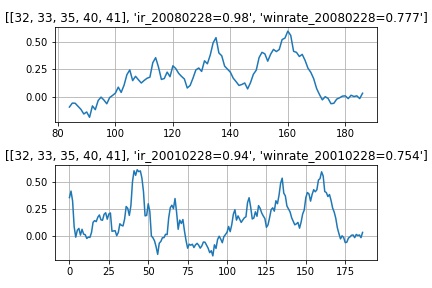 [[32, 33, 35, 40, 41], 'ir_20080228=0.98', 'winrate_20080228=0.777']
0.50
0.25
0.00
80 100 120 140 160 180
[[32, 33, 35, 40, 41], 'ir_20010228=0.94', 'winrate_20010228=0.754']
0.50
0.25
0.00
0 25 50 75 100 125 150 175